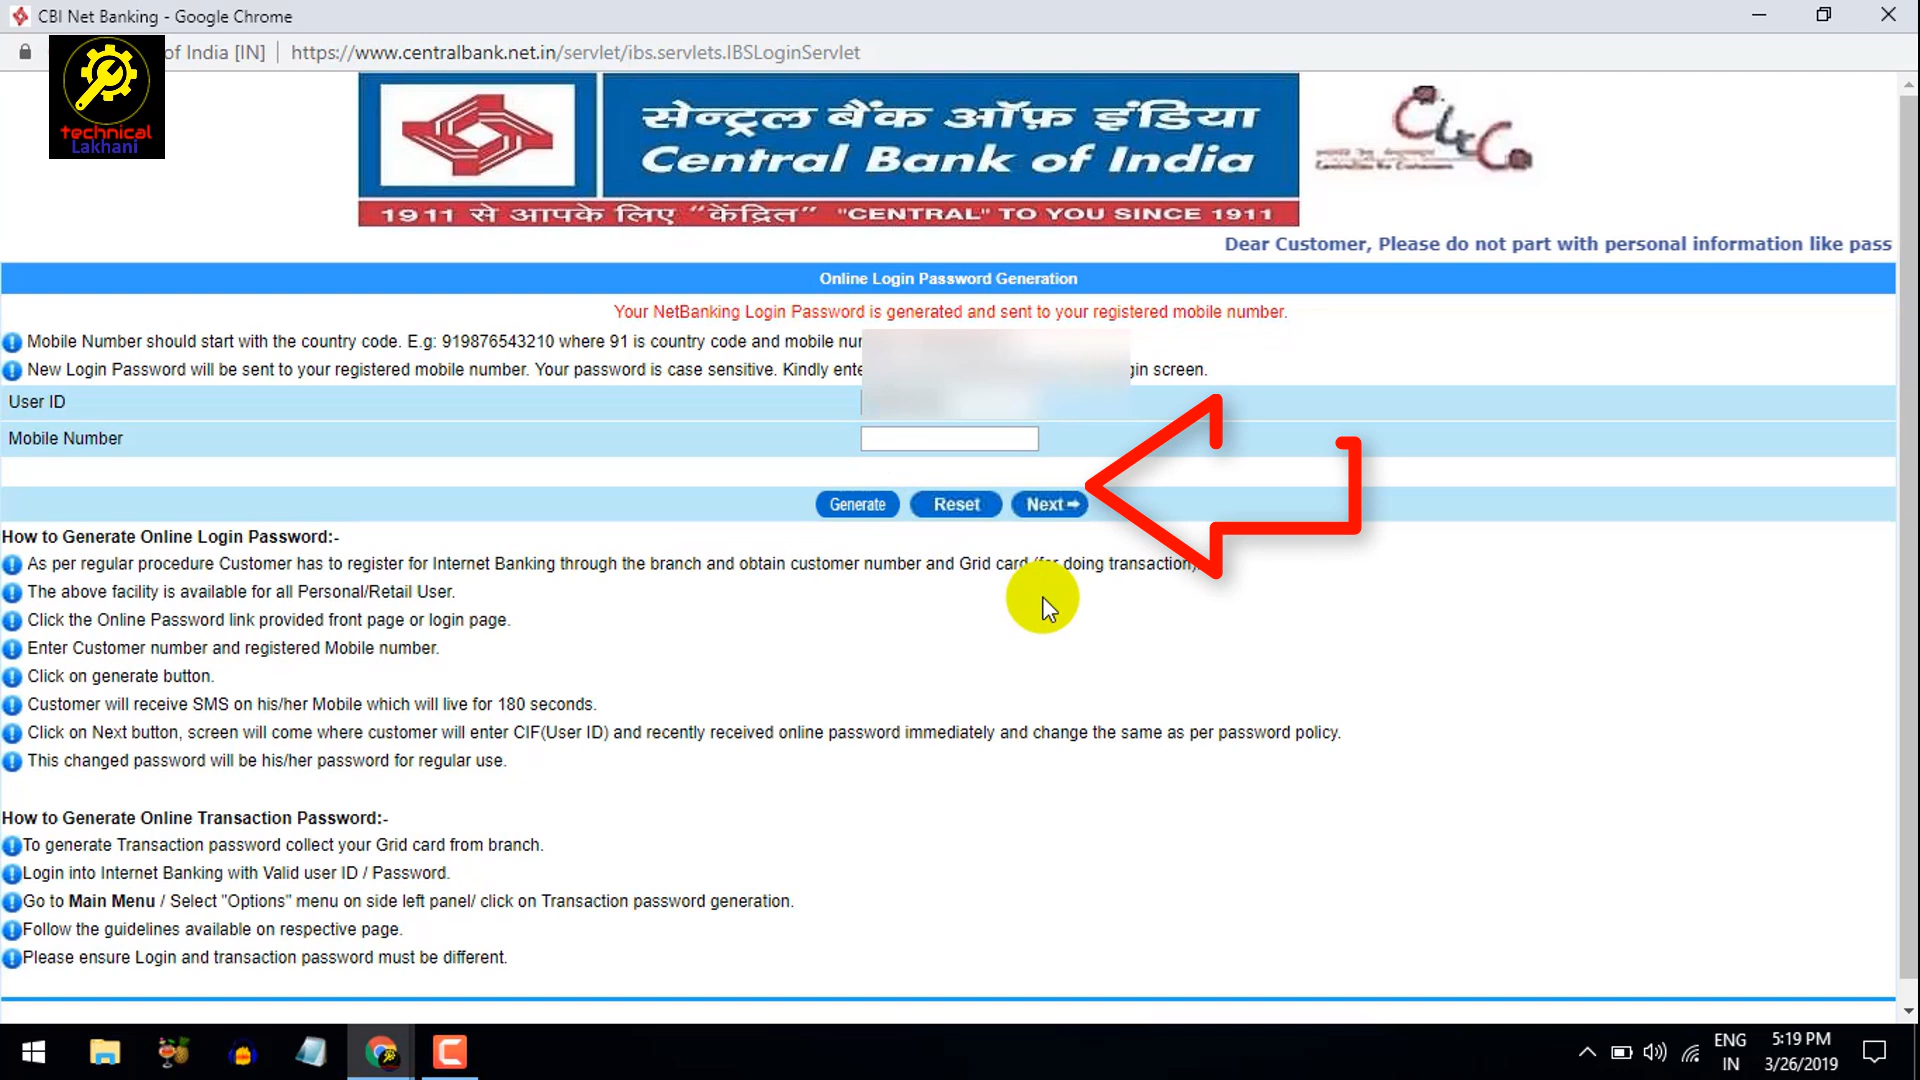 CBI Net Banking - Google Chrome
of India [IN] | https://www.centralbank.net.in/servlet/ibs.servlets.IBSLoginServlet
technical
Lakhani
सेन्ट्रल बैंक ऑफ़ इंडिया
Central Bank of India
1911 से आपके लिए “केंद्रित” "CENTRAL" TO YOU SINCE 1911
Dear Customer, Please do not part with personal information like pass
Online Login Password Generation
Your NetBanking Login Password is generated and sent to your registered mobile number.
Mobile Number should start with the country code. E.g: 919876543210 where 91 is country code and mobile
New Login Password will be sent to your registered mobile number. Your password is case sensitive. Kindly screen.
User ID
Mobile Number
Generate Reset Next
How to Generate Online Login Password:-
As per regular procedure Customer has to register for Internet Banking through the branch and obtain customer number and Grid card (for doing transaction).
The above facility is available for all Personal/Retail User.
Click the Online Password link provided front page or login page.
Enter Customer number and registered Mobile number.
Click on generate button.
Customer will receive SMS on his/her Mobile which will live for 180 seconds.
Click on Next button, screen will come where customer will enter CIF(User ID) and recently received online password immediately and change the same as per password policy.
This changed password will be his/her password for regular use.
How to Generate Online Transaction Password:-
To generate Transaction password collect your Grid card from branch.
Login into Internet Banking with Valid user ID / Password.
Go to Main Menu / Select "Options" menu on side left panel/ click on Transaction password generation.
Follow the guidelines available on respective page.
Please ensure Login and transaction password must be different.
ENG
IN
5:19 PM
3/26/2019